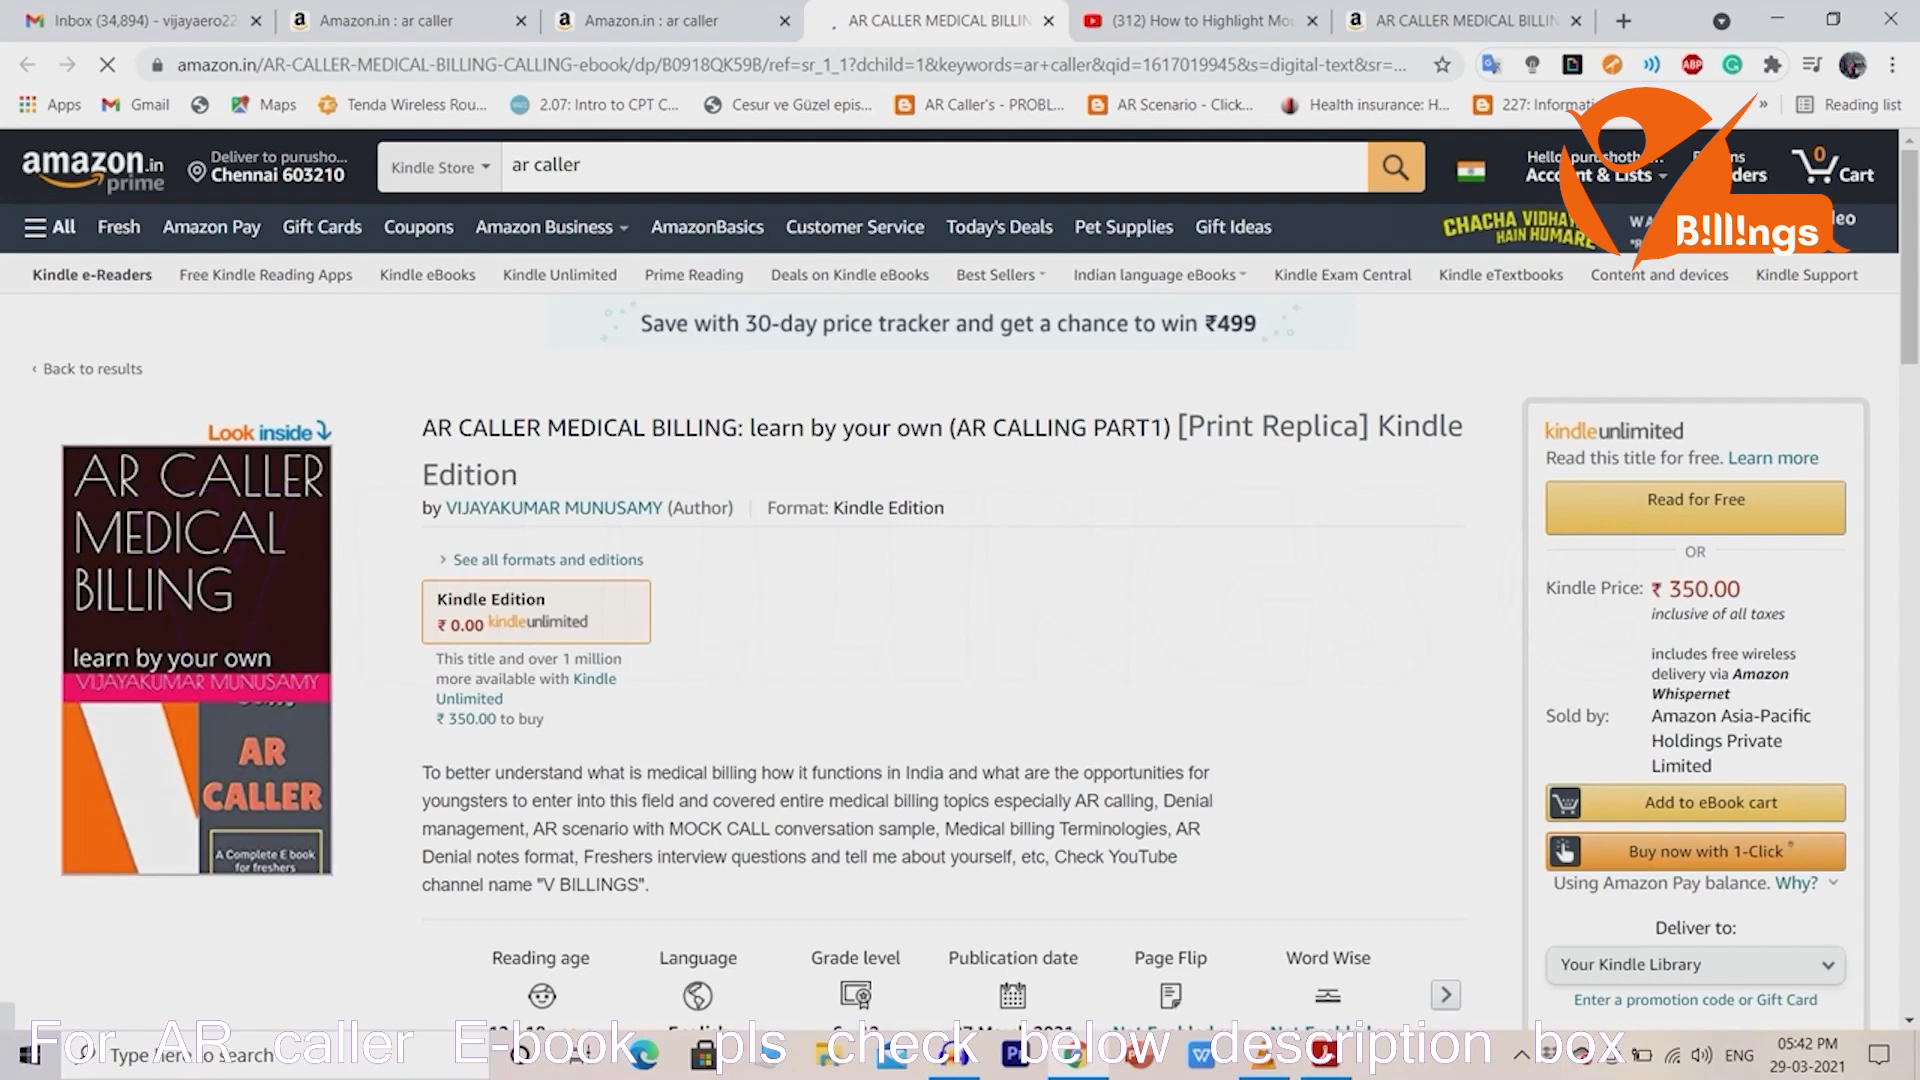 Inbox (34,894) - vijayaero22
Amazon.in : ar caller
Amazon.in : ar caller
AR CALLER MEDICAL BILLIN
(312) How to Highlight Mou
AR CALLER MEDICAL BILLIN
amazon.in/AR-CALLER-MEDICAL-BILLING-CALLING-ebook/dp/B0918QK59B/ref=sr_1_1?dchild=1&keywords=ar+caller&qid=1617019945&s=digital-text&sr=...
Apps
Gmail
Maps
Tenda Wireless Rou...
2.07: Intro to CPT C...
Cesur ve Güzel epis...
AR Caller's - PROBL...
AR Scenario - Click...
Health insurance: H...
227: Informati
Reading list
amazon.in
prime
Deliver to purusho...
Chennai 603210
Kindle Store
ar caller
Hello, purushoth...
Account & Lists
0
Cart
B!ll!ngs
All
Fresh
Amazon Pay
Gift Cards
Coupons
Amazon Business
AmazonBasics
Customer Service
Today's Deals
Pet Supplies
Gift Ideas
CHACHA VIDHAY
HAIN HUMARE
Kindle e-Readers
Free Kindle Reading Apps
Kindle eBooks
Kindle Unlimited
Prime Reading
Deals on Kindle eBooks
Best Sellers
Indian language eBooks
Kindle Exam Central
Kindle eTextbooks
Content and devices
Kindle Support
Save with 30-day price tracker and get a chance to win ₹499
‹ Back to results
Look inside
AR CALLER
MEDICAL
BILLING
learn by your own
VIJAYAKUMAR MUNUSAMY
AR
CALLER
A Complete E book
for freshers
AR CALLER MEDICAL BILLING: learn by your own (AR CALLING PART1) [Print Replica] Kindle
Edition
by VIJAYAKUMAR MUNUSAMY (Author)
Format: Kindle Edition
› See all formats and editions
Kindle Edition
₹ 0.00 kindleunlimited
This title and over 1 million
more available with Kindle
Unlimited
₹ 350.00 to buy
To better understand what is medical billing how it functions in India and what are the opportunities for
youngsters to enter into this field and covered entire medical billing topics especially AR calling, Denial
management, AR scenario with MOCK CALL conversation sample, Medical billing Terminologies, AR
Denial notes format, Freshers interview questions and tell me about yourself, etc, Check YouTube
channel name "V BILLINGS".
Reading age
Language
Grade level
Publication date
Page Flip
Word Wise
kindleunlimited
Read this title for free. Learn more
Read for Free
OR
Kindle Price: ₹ 350.00
inclusive of all taxes
includes free wireless
delivery via Amazon
Whispernet
Sold by: Amazon Asia-Pacific
Holdings Private
Limited
Add to eBook cart
Buy now with 1-Click ®
Using Amazon Pay balance. Why?
Deliver to:
Your Kindle Library
Enter a promotion code or Gift Card
For AR caller E-book pls check below description box
Type here to search
ENG
05:42 PM
29-03-2021